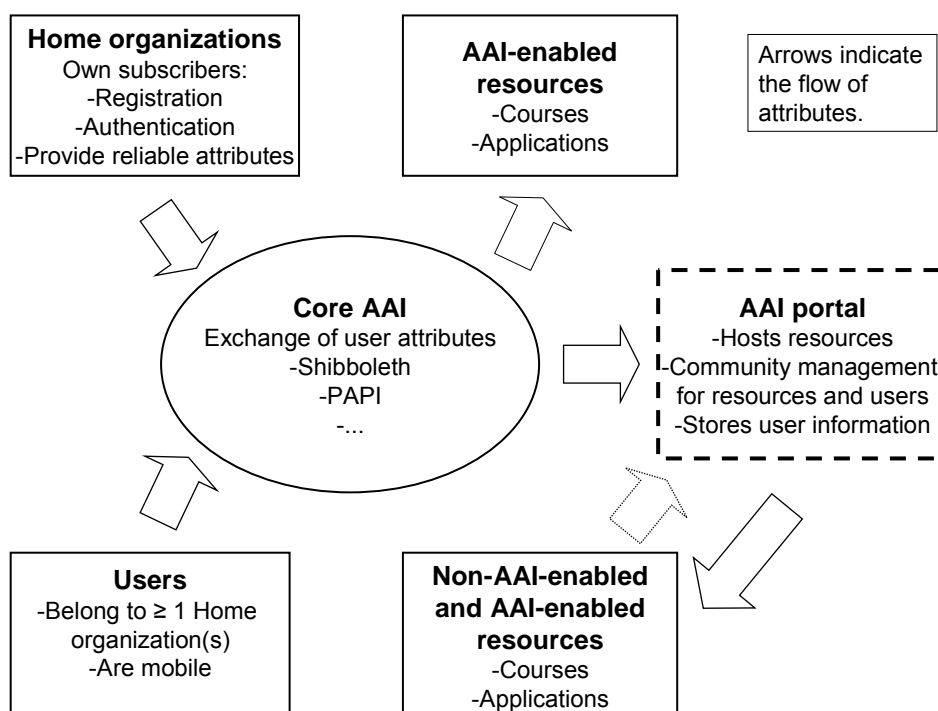 Home organizations
Own subscribers:
-Registration
-Authentication
-Provide reliable attributes
AAI-enabled
resources
-Courses
-Applications
Arrows indicate
the flow of
attributes.
Core AAI
Exchange of user attributes
-Shibboleth
-PAPI
-...
AAI portal
-Hosts resources
-Community management
for resources and users
-Stores user information
Users
-Belong to ≥ 1 Home
organization(s)
-Are mobile
Non-AAI-enabled
and AAI-enabled
resources
-Courses
-Applications